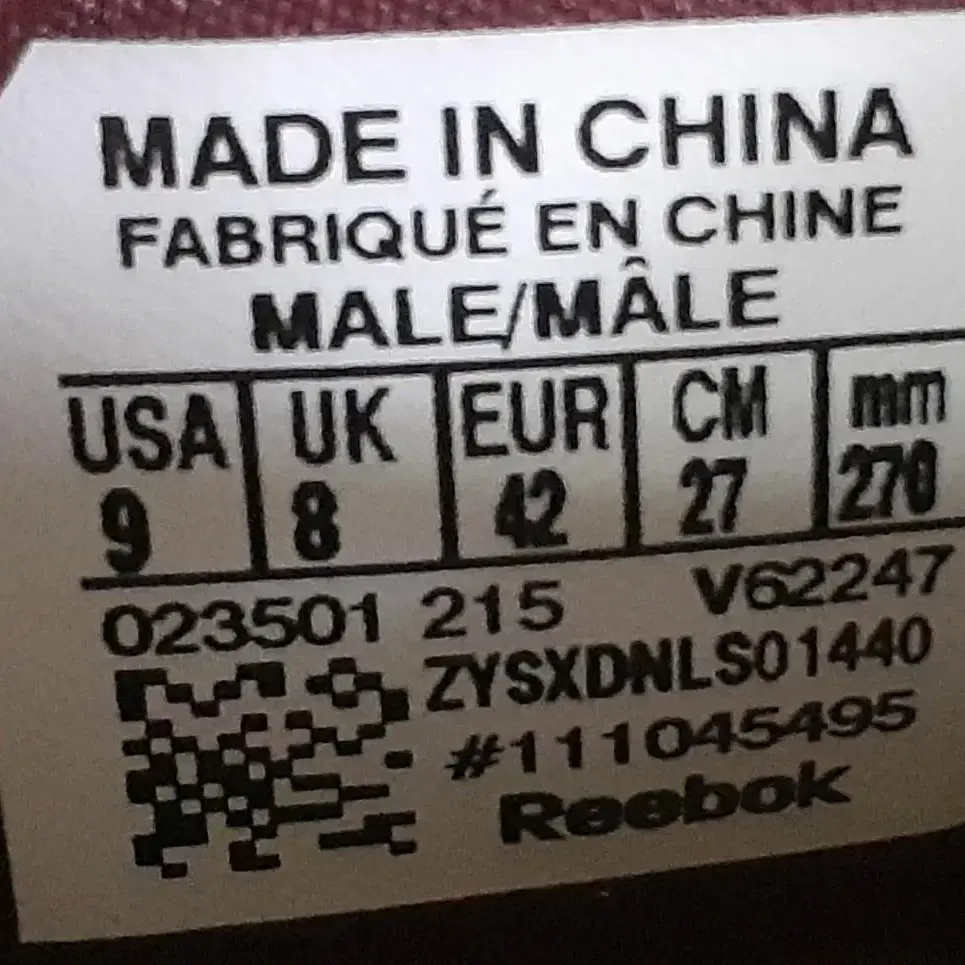 MADE IN CHINA
FABRIQUÉ EN CHINE
MALE/MÂLE
USA UK EUR CM mm
9 8 42 27 270
023501 215 V62247
ZYSXDNLS01440
#111045495
Reebok